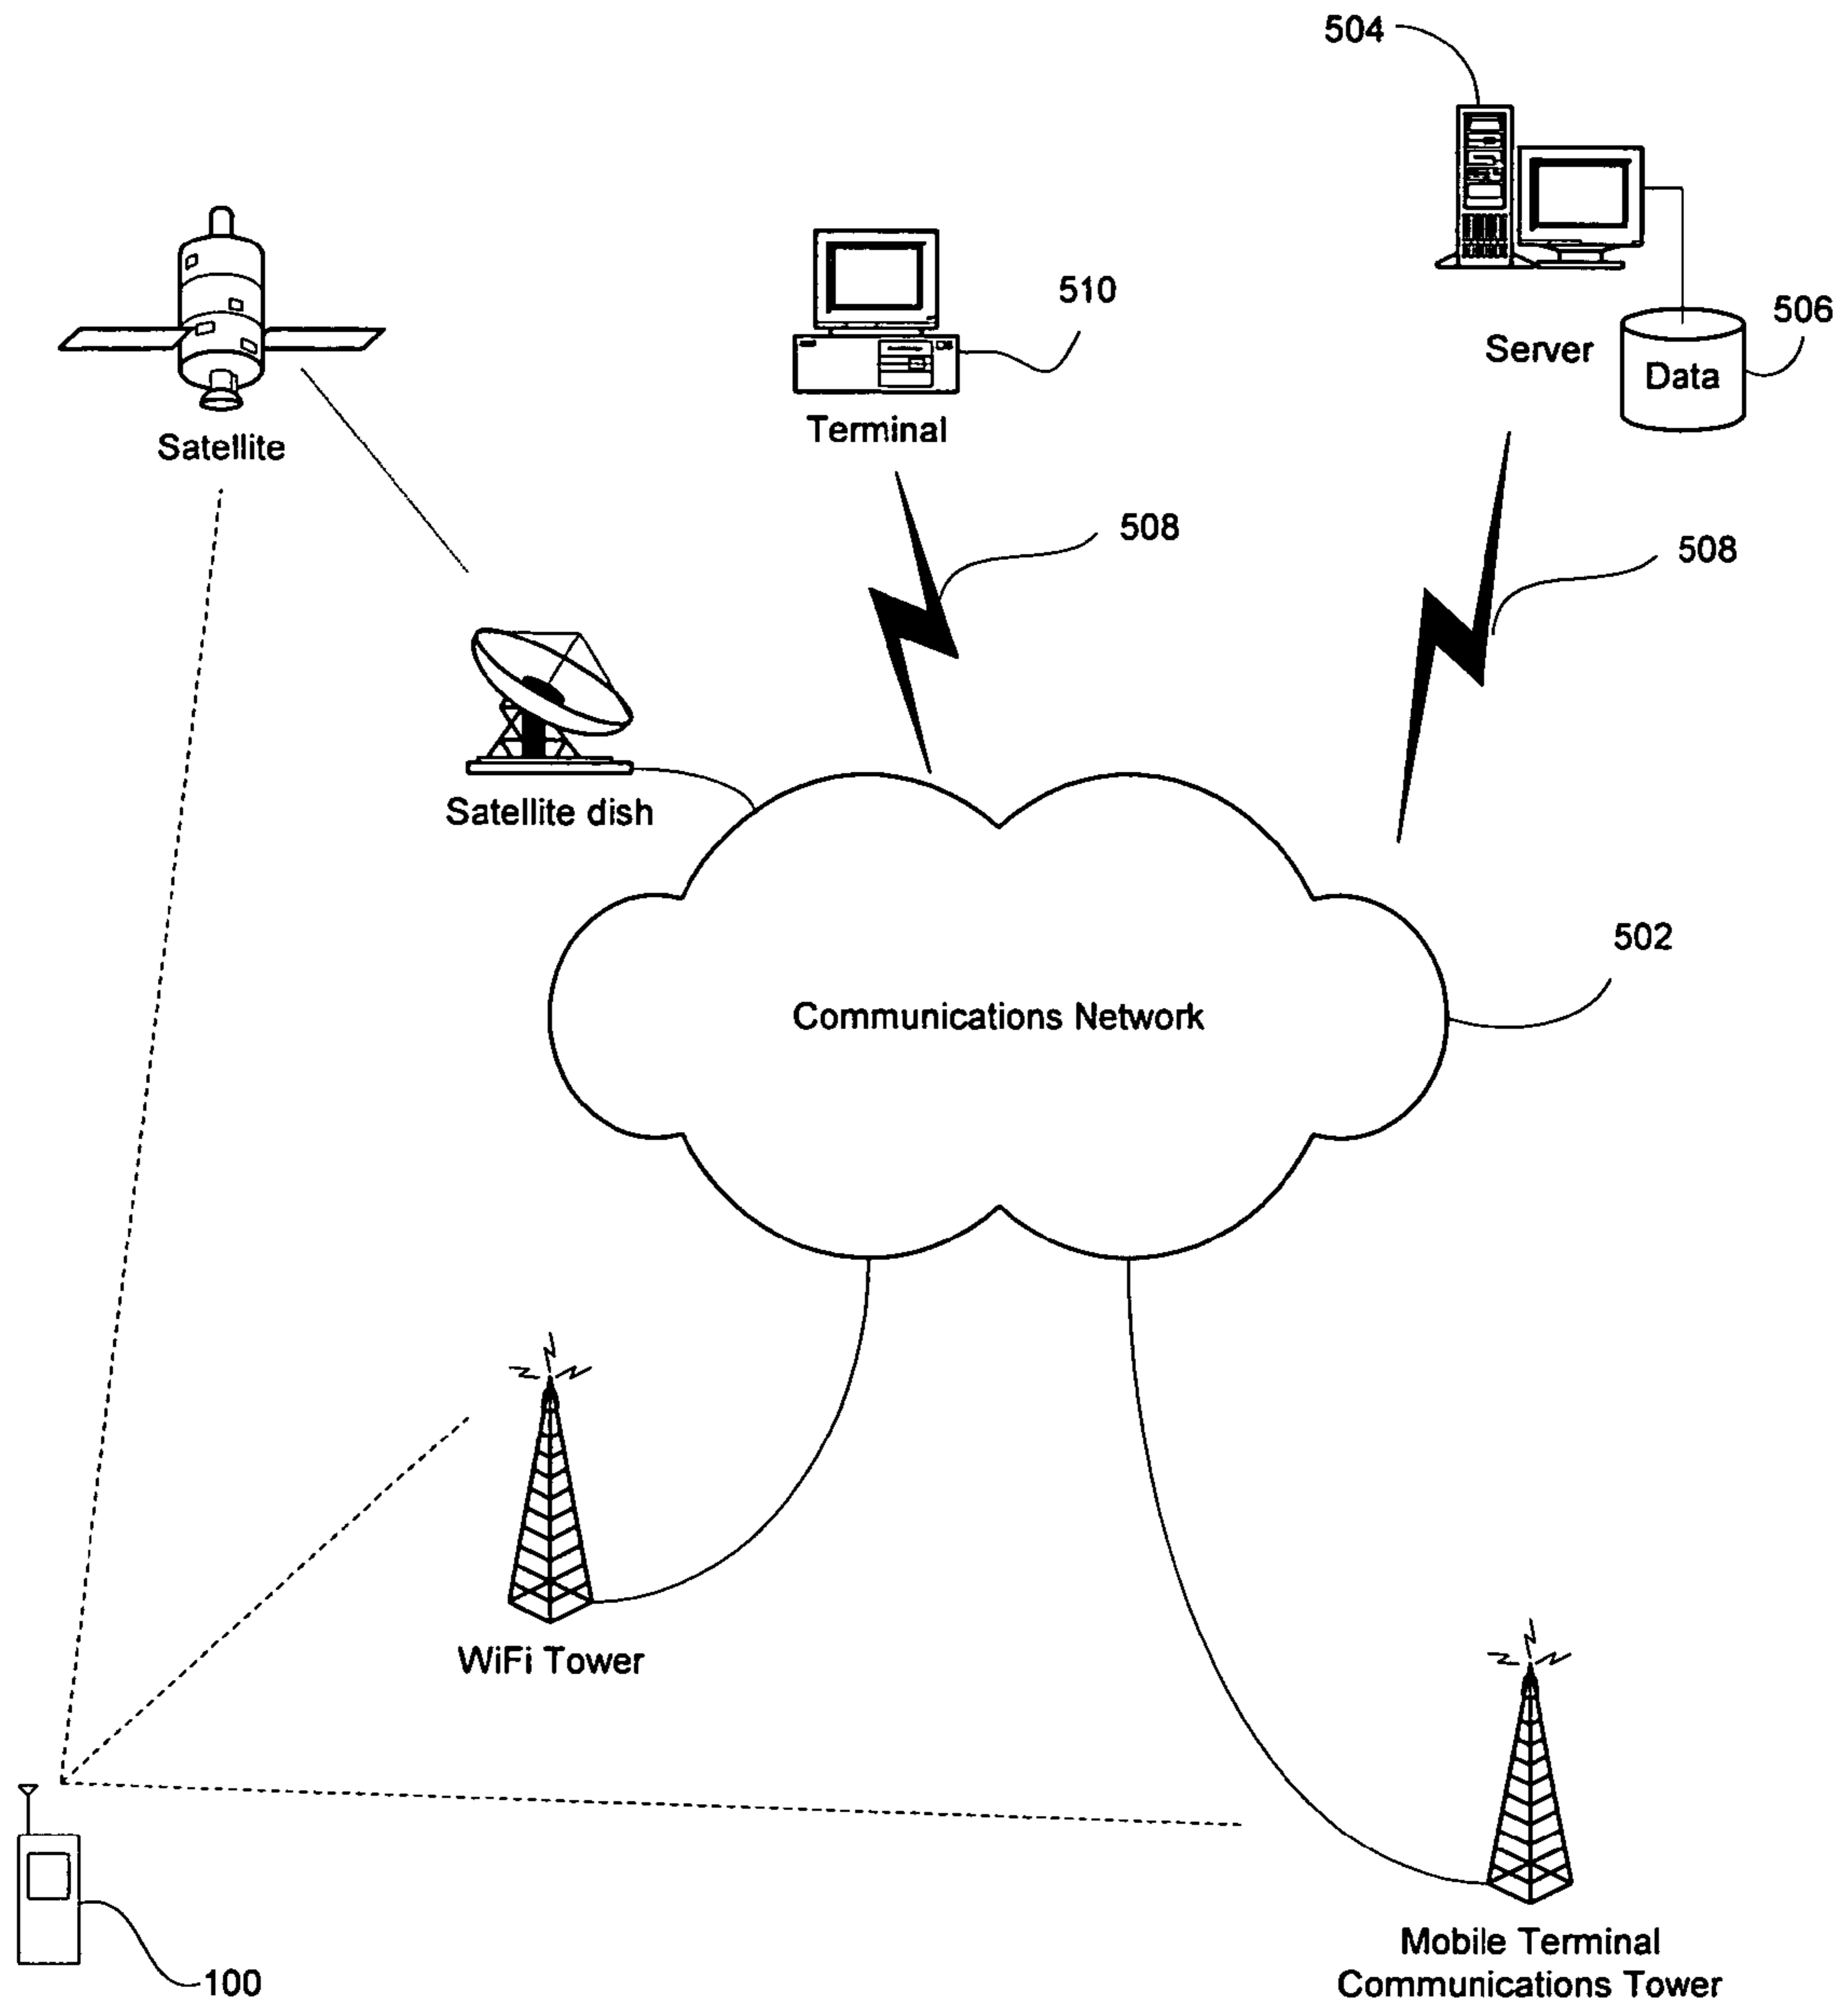 504
510
506
Server
Data
Terminal
Satellite
508
508
Satellite dish
502
Communications Network
WiFi Tower
Mobile Terminal
Communications Tower
100